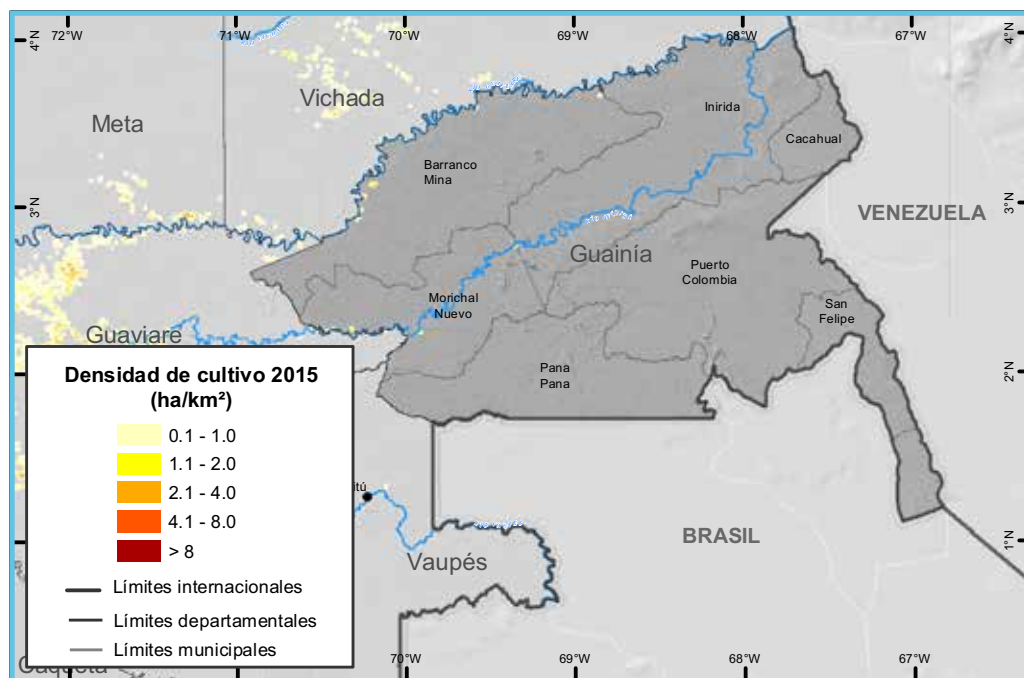 72°W
71°W
70°W
69°W
68°W
67°W
4°N
4°N
Vichada
Meta
Inirida
Cacahual
Barranco
Mina
3°N
3°N
VENEZUELA
Guainía
Puerto
Colombia
Morichal
Nuevo
San
Felipe
Guaviare
Pana
Pana
2°N
Densidad de cultivo 2015
(ha/km²)
0.1 - 1.0
1.1 - 2.0
2.1 - 4.0
4.1 - 8.0
> 8
Límites internacionales
Límites departamentales
Límites municipales
itú
BRASIL
1°N
Vaupés
70°W
69°W
68°W
67°W